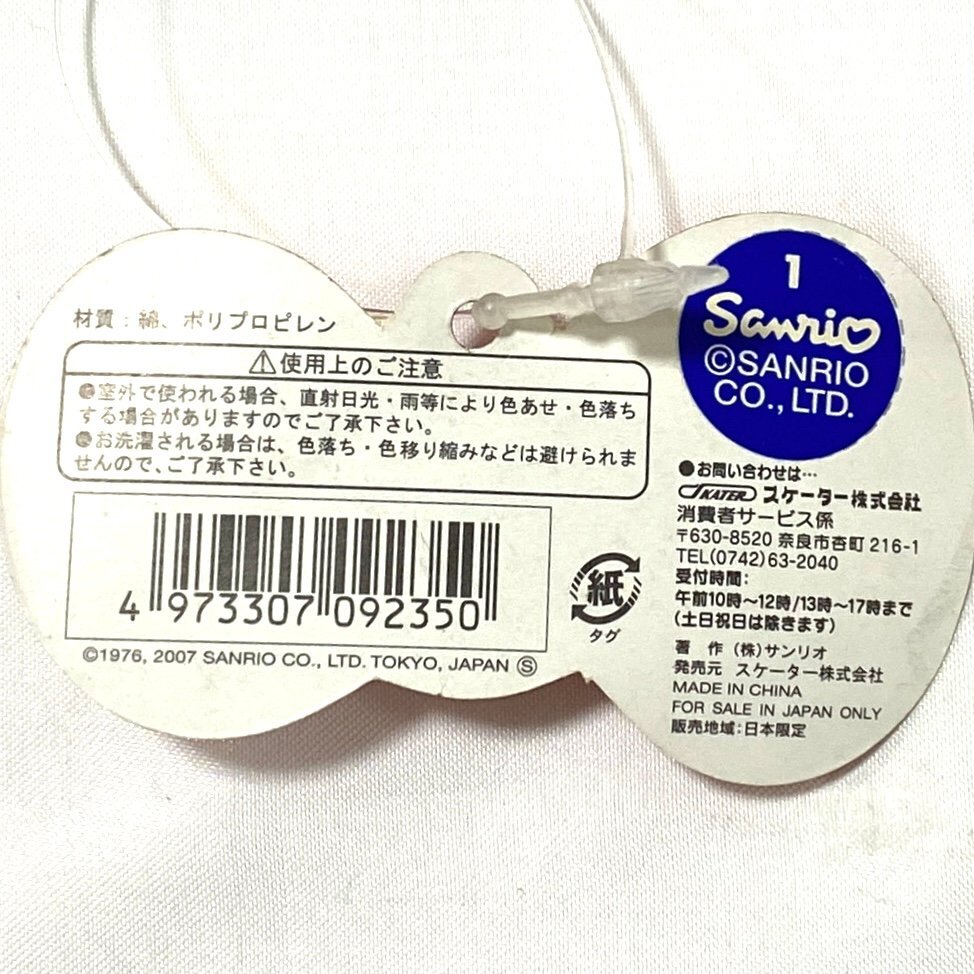 材質：綿、ポリプロピレン
⚠使用上のご注意
●室外で使われる場合、直射日光・雨等により色あせ・色落ち
する場合がありますのでご了承下さい。
●お洗濯される場合は、色落ち・色移り縮みなどは避けられま
せんので、ご了承下さい。
4 973307 092350
©1976, 2007 SANRIO CO., LTD. TOKYO, JAPAN Ⓢ
紙
タグ
1
Sanrio
©SANRIO
CO., LTD.
●お問い合わせは…
SKATER スケーター株式会社
消費者サービス係
〒630-8520 奈良市杏町 216-1
TEL(0742)63-2040
受付時間：
午前10時～12時/13時～17時まで
(土日祝日は除きます)
著　作 (株)サンリオ
発売元 スケーター株式会社
MADE IN CHINA
FOR SALE IN JAPAN ONLY
販売地域：日本限定